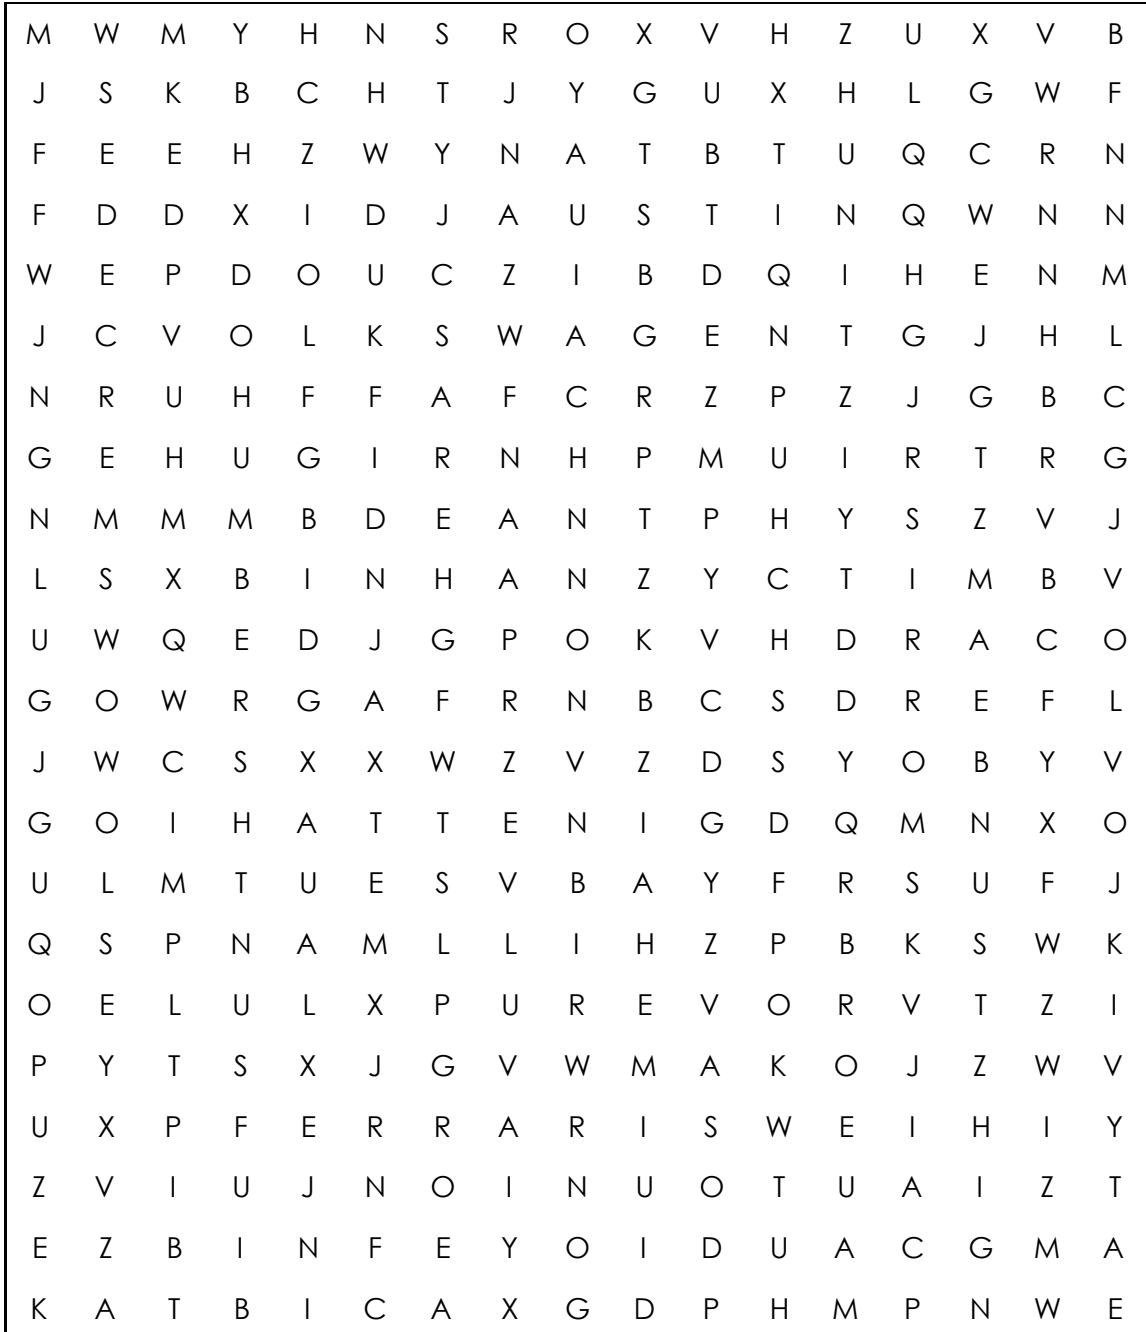 M W M Y H N S R O X V H Z U X V B
J S K B C H T J Y G U X H L G W F
F E E H Z W Y N A T B T U Q C R N
F D D X I D J A U S T I N Q W N N
W E P D O U C Z I B D Q I H E N M
J C V O L K S W A G E N T G J H L
N R U H F F A F C R Z P Z J G B C
G E H U G I R N H P M U I R T R G
N M M M B D E A N T P H Y S Z V J
L S X B I N H A N Z Y C T I M B V
U W Q E D J G P O K V H D R A C O
G O W R G A F R N B C S D R E F L
J W C S X X W Z V Z D S Y O B Y V
G O I H A T T E N I G D Q M N X O
U L M T U E S V B A Y F R S U F J
Q S P N A M L L I H Z P B K S W K
O E L U L X P U R E V O R V T Z I
P Y T S X J G V W M A K O J Z W V
U X P F E R R A R I S W E I H I Y
Z V I U J N O I N U O T U A I Z T
E Z B I N F E Y O I D U A C G M A
K A T B I C A X G D P H M P N W E